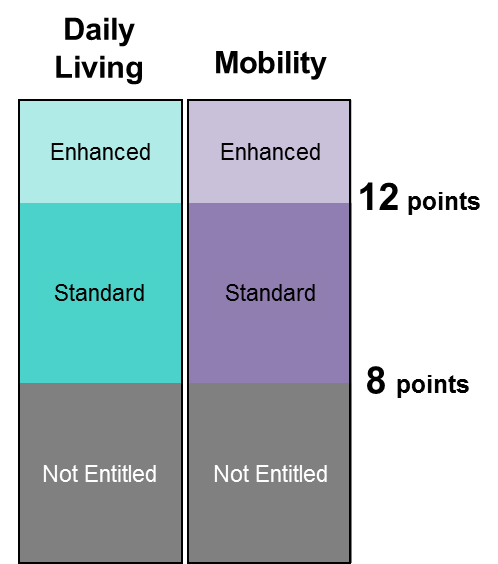 Daily
Living
Mobility
Enhanced
Enhanced
12 points
Standard
Standard
8 points
Not Entitled
Not Entitled